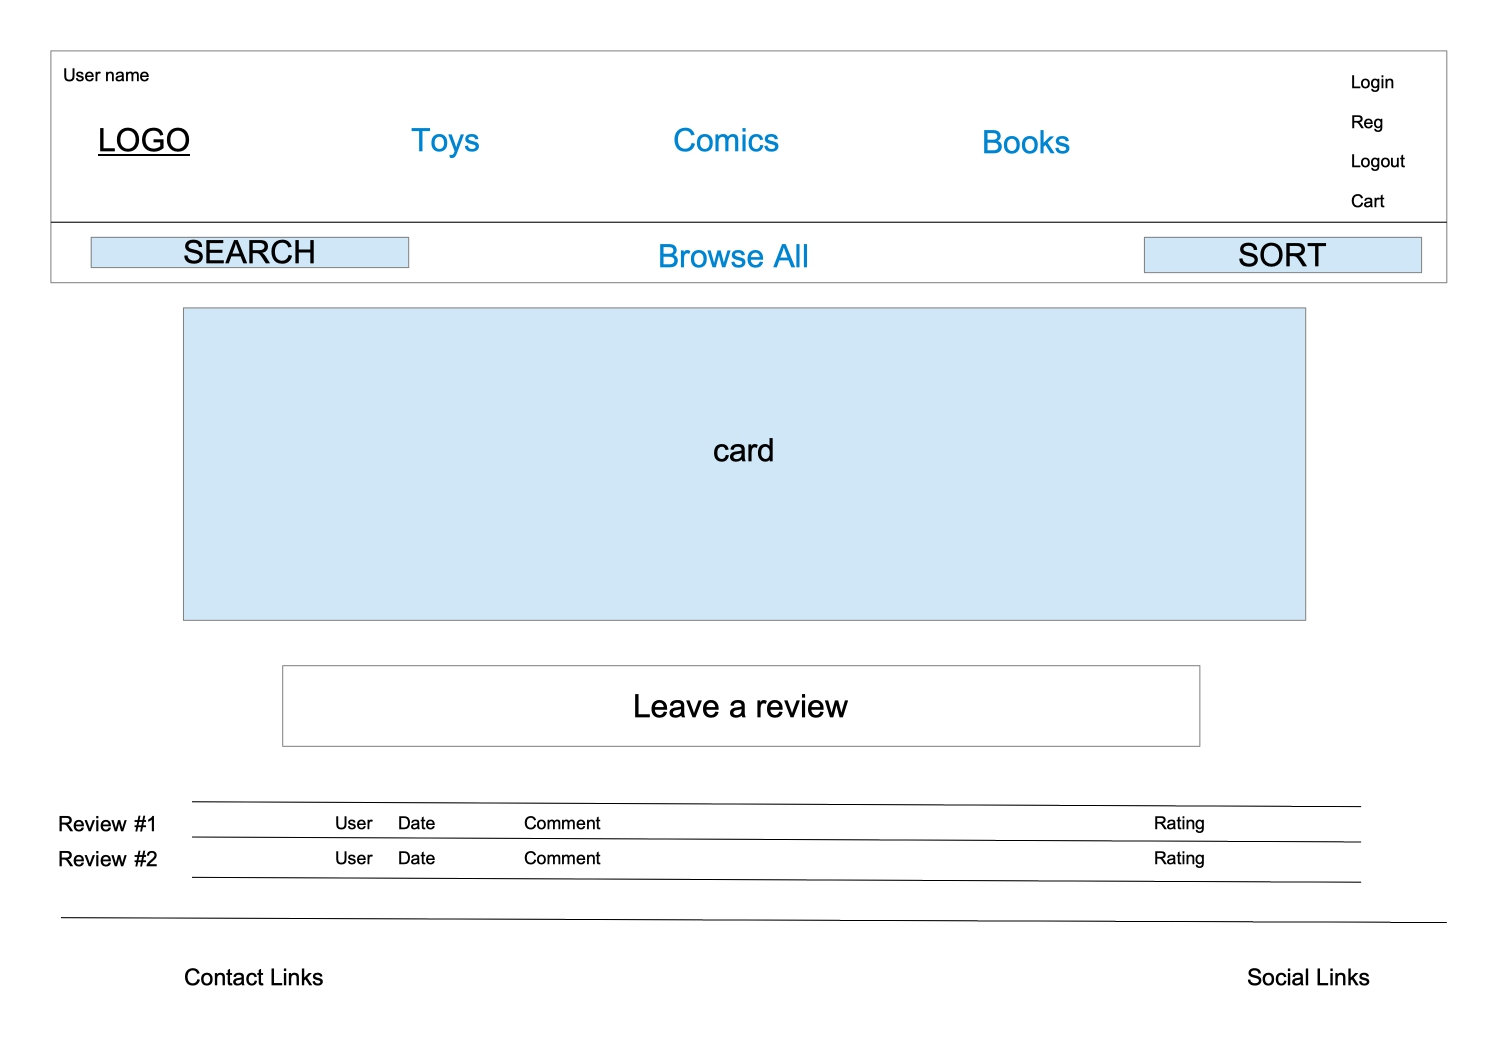 User name
Login
Reg
LOGO
Toys
Comics
Books
Logout
Cart
SEARCH
Browse All
SORT
card
Leave a review
Review #1 User Date Comment Rating
Review #2 User Date Comment Rating
Contact Links
Social Links